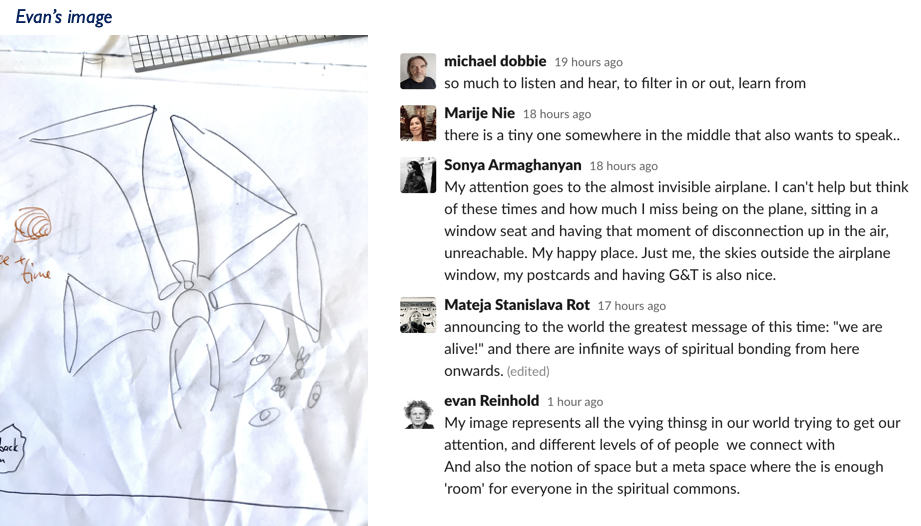 Evan's image
michael dobbie 19 hours ago
so much to listen and hear, to filter in or out, learn from
Marije Nie 18 hours ago
there is a tiny one somewhere in the middle that also wants to speak..
Sonya Armaghanyan 18 hours ago
My attention goes to the almost invisible airplane. I can't help but think
of these times and how much I miss being on the plane, sitting in a
window seat and having that moment of disconnection up in the air,
unreachable. My happy place. Just me, the skies outside the airplane
window, my postcards and having G&T is also nice.
Mateja Stanislava Rot 17 hours ago
announcing to the world the greatest message of this time: "we are
alive!" and there are infinite ways of spiritual bonding from here
onwards. (edited)
evan Reinhold 1 hour ago
My image represents all the vying thinsg in our world trying to get our
attention, and different levels of of people we connect with
And also the notion of space but a meta space where the is enough
'room' for everyone in the spiritual commons.
time
back